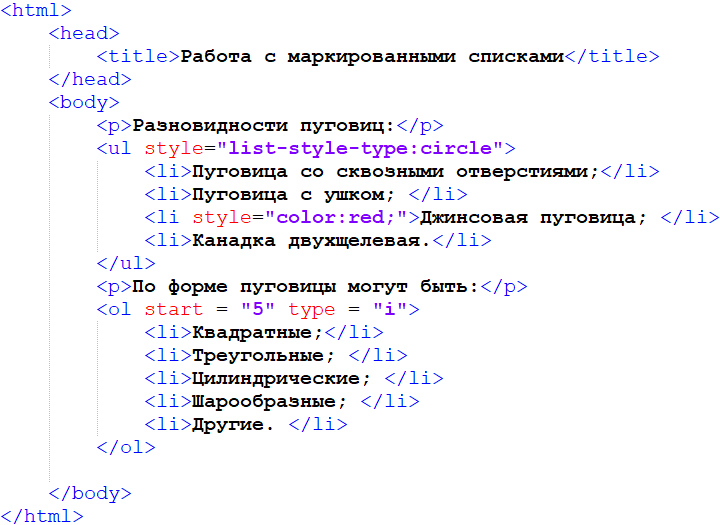 <html>
<head>
<title>Работа с маркированными списками</title>
</head>
<body>
<p>Разновидности пуговиц:</p>
<ul style="list-style-type:circle">
<li>Пуговица со сквозными отверстиями;</li>
<li>Пуговица с ушком; </li>
<li style="color:red;">Джинсовая пуговица; </li>
<li>Канадка двухщелевая.</li>
</ul>
<p>По форме пуговицы могут быть:</p>
<ol start = "5" type = "i">
<li>Квадратные;</li>
<li>Треугольные; </li>
<li>Цилиндрические; </li>
<li>Шарообразные; </li>
<li>Другие. </li>
</ol>
</body>
</html>